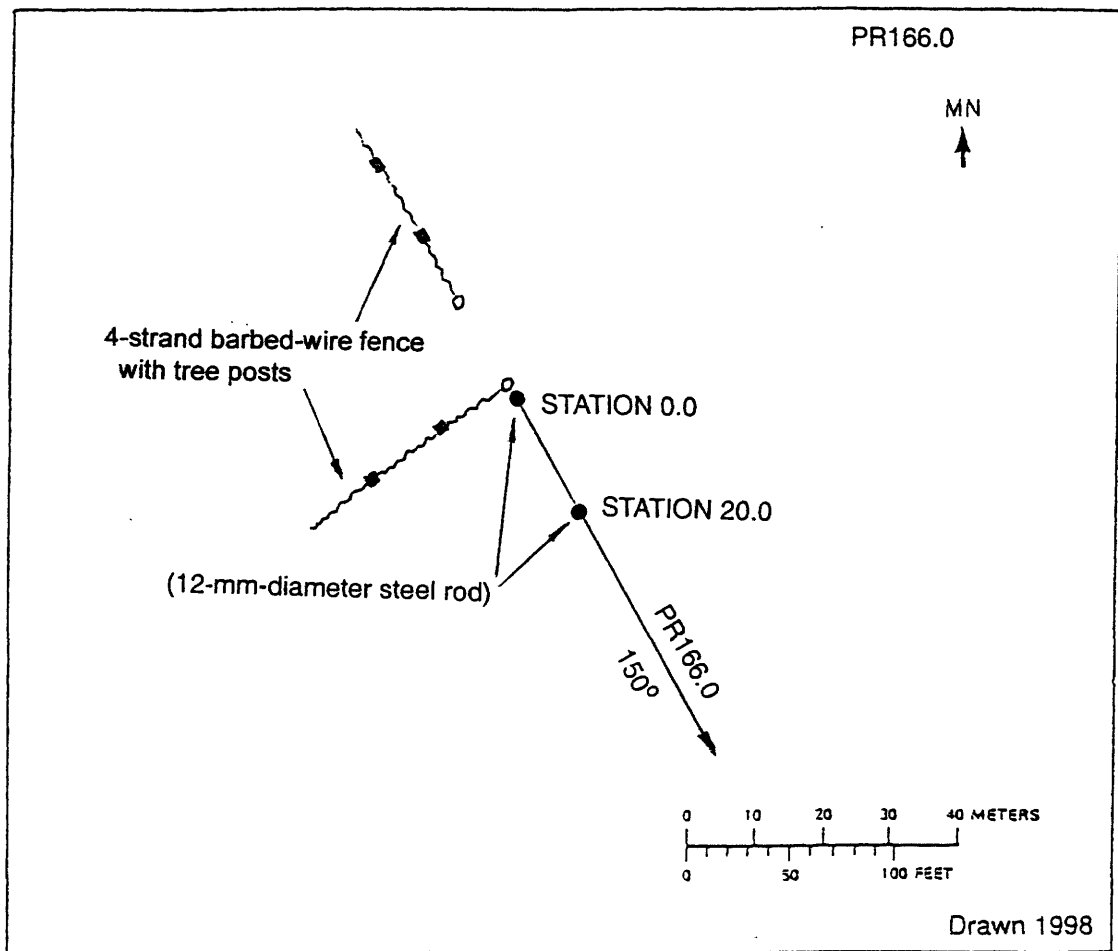 PR166.0
MN
4-strand barbed-wire fence
with tree posts
STATION 0.0
STATION 20.0
(12-mm-diameter steel rod)
PR166.0
150º
0 10 20 30 40 METERS
0 50 100 FEET
Drawn 1998